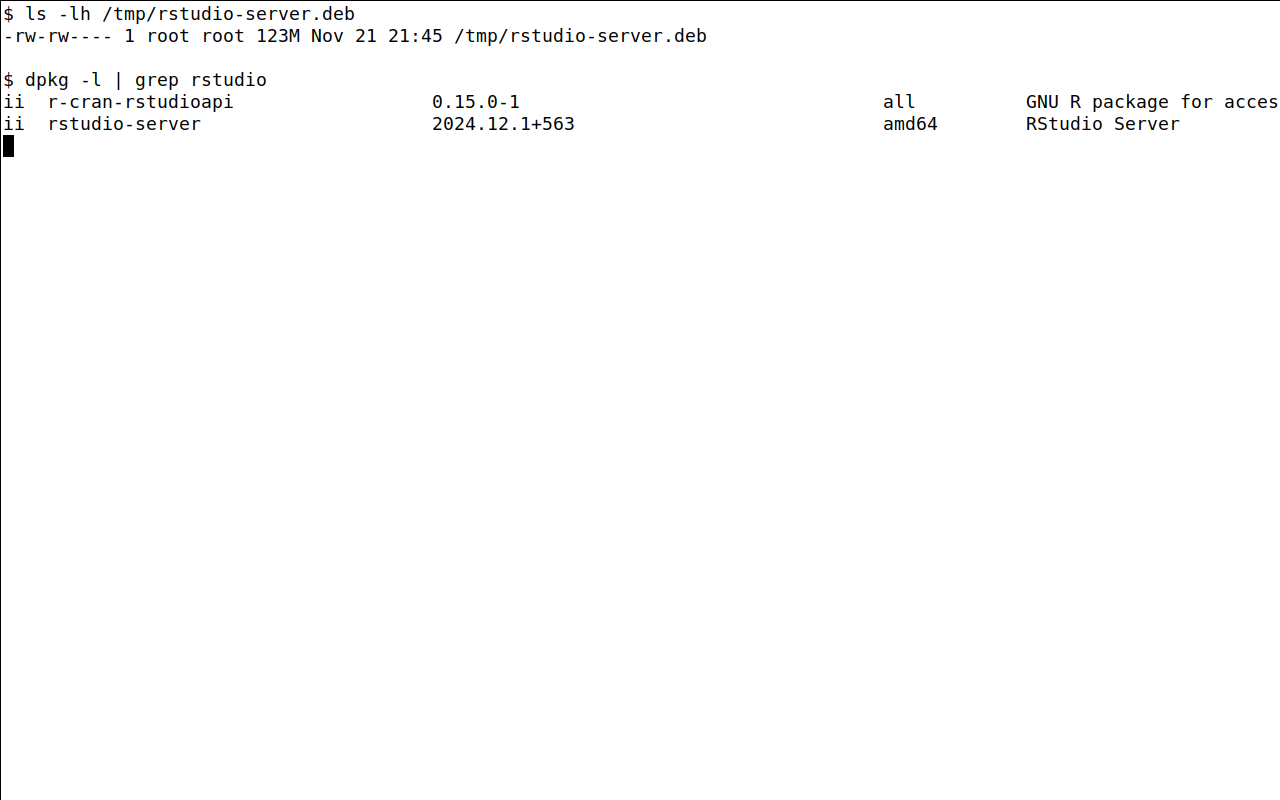 $ ls -lh /tmp/rstudio-server.deb
-rw-rw---- 1 root root 123M Nov 21 21:45 /tmp/rstudio-server.deb
$ dpkg -l | grep rstudio
ii  r-cran-rstudioapi                  0.15.0-1                                 all          GNU R package for acces
ii  rstudio-server                     2024.12.1+563                            amd64        RStudio Server